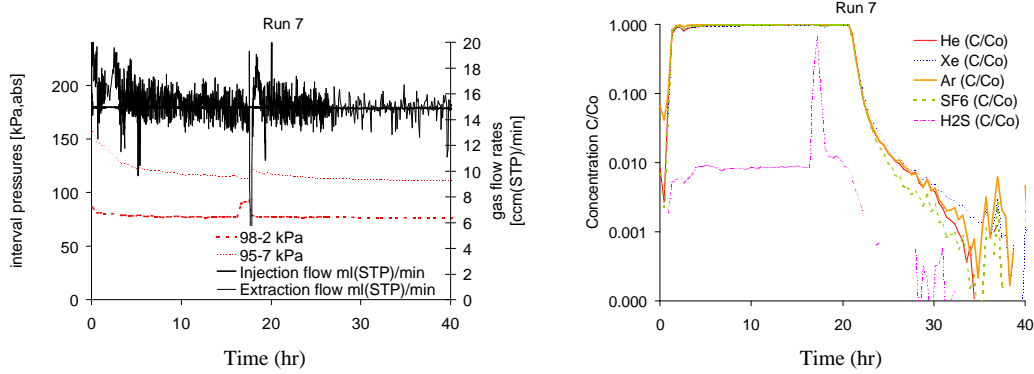 Run 7
interval pressures [kPa,abs]
200
150
100
50
0
20
18
16
14
12
10
8
6
4
2
0
gas flow rates
[ccm(STP)/min]
98-2 kPa
95-7 kPa
Injection flow ml(STP)/min
Extraction flow ml(STP)/min
0 10 20 30 40
Time (hr)
Run 7
Concentration C/Co
1.000
0.100
0.010
0.001
0.000
He (C/Co)
Xe (C/Co)
Ar (C/Co)
SF6 (C/Co)
H2S (C/Co)
0 10 20 30 40
Time (hr)